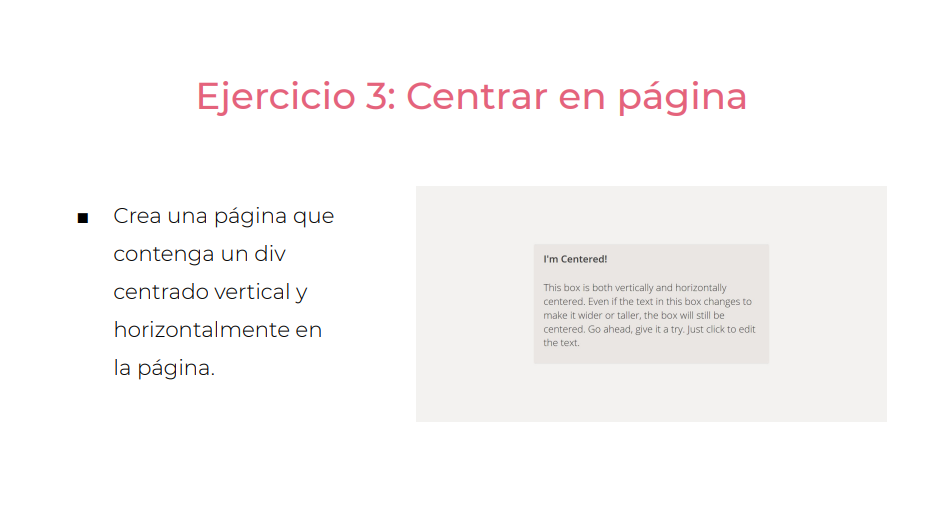 Ejercicio 3: Centrar en página
■ Crea una página que
contenga un div
centrado vertical y
horizontalmente en
la página.
I'm Centered!
This box is both vertically and horizontally
centered. Even if the text in this box changes to
make it wider or taller, the box will still be
centered. Go ahead, give it a try. Just click to edit
the text.